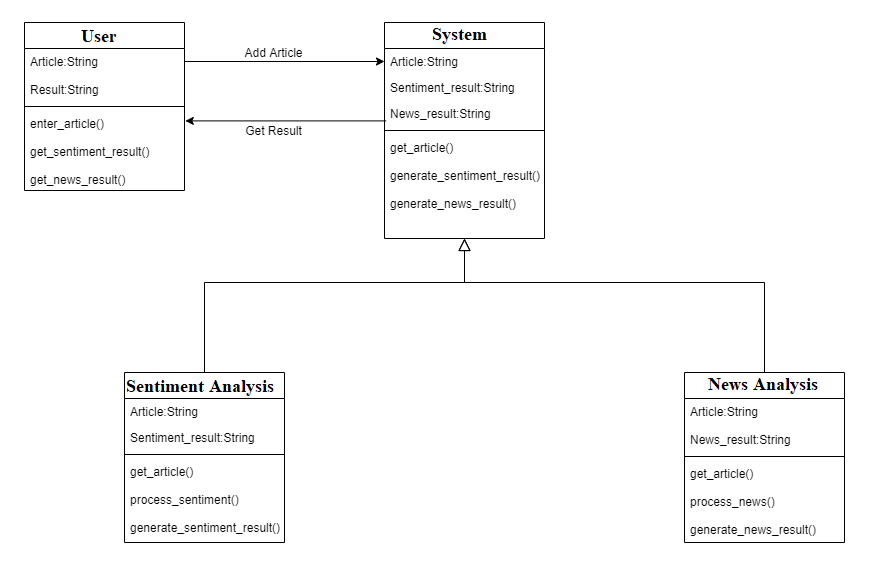 User
Article:String
Result:String
enter_article()
get_sentiment_result()
get_news_result()
Add Article
Get Result
System
Article:String
Sentiment_result:String
News_result:String
get_article()
generate_sentiment_result()
generate_news_result()
Sentiment Analysis
Article:String
Sentiment_result:String
get_article()
process_sentiment()
generate_sentiment_result()
News Analysis
Article:String
News_result:String
get_article()
process_news()
generate_news_result()